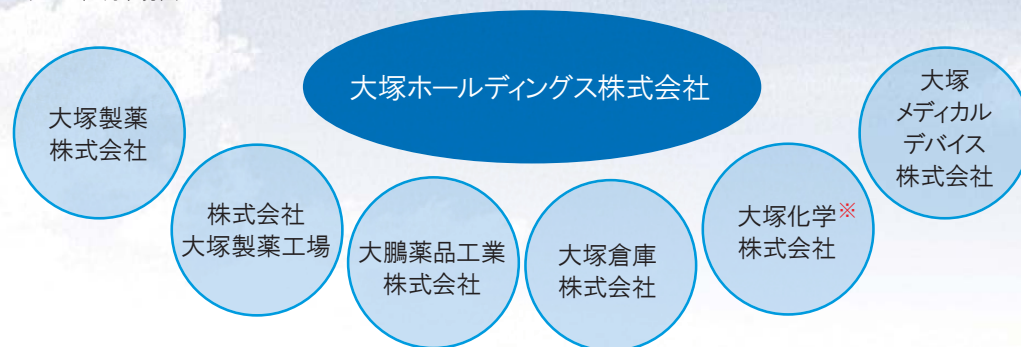 大塚ホールディングス株式会社
大塚製薬
株式会社
株式会社
大塚製薬工場
大鵬薬品工業
株式会社
大塚倉庫
株式会社
大塚化学※
株式会社
大塚
メディカル
デバイス
株式会社